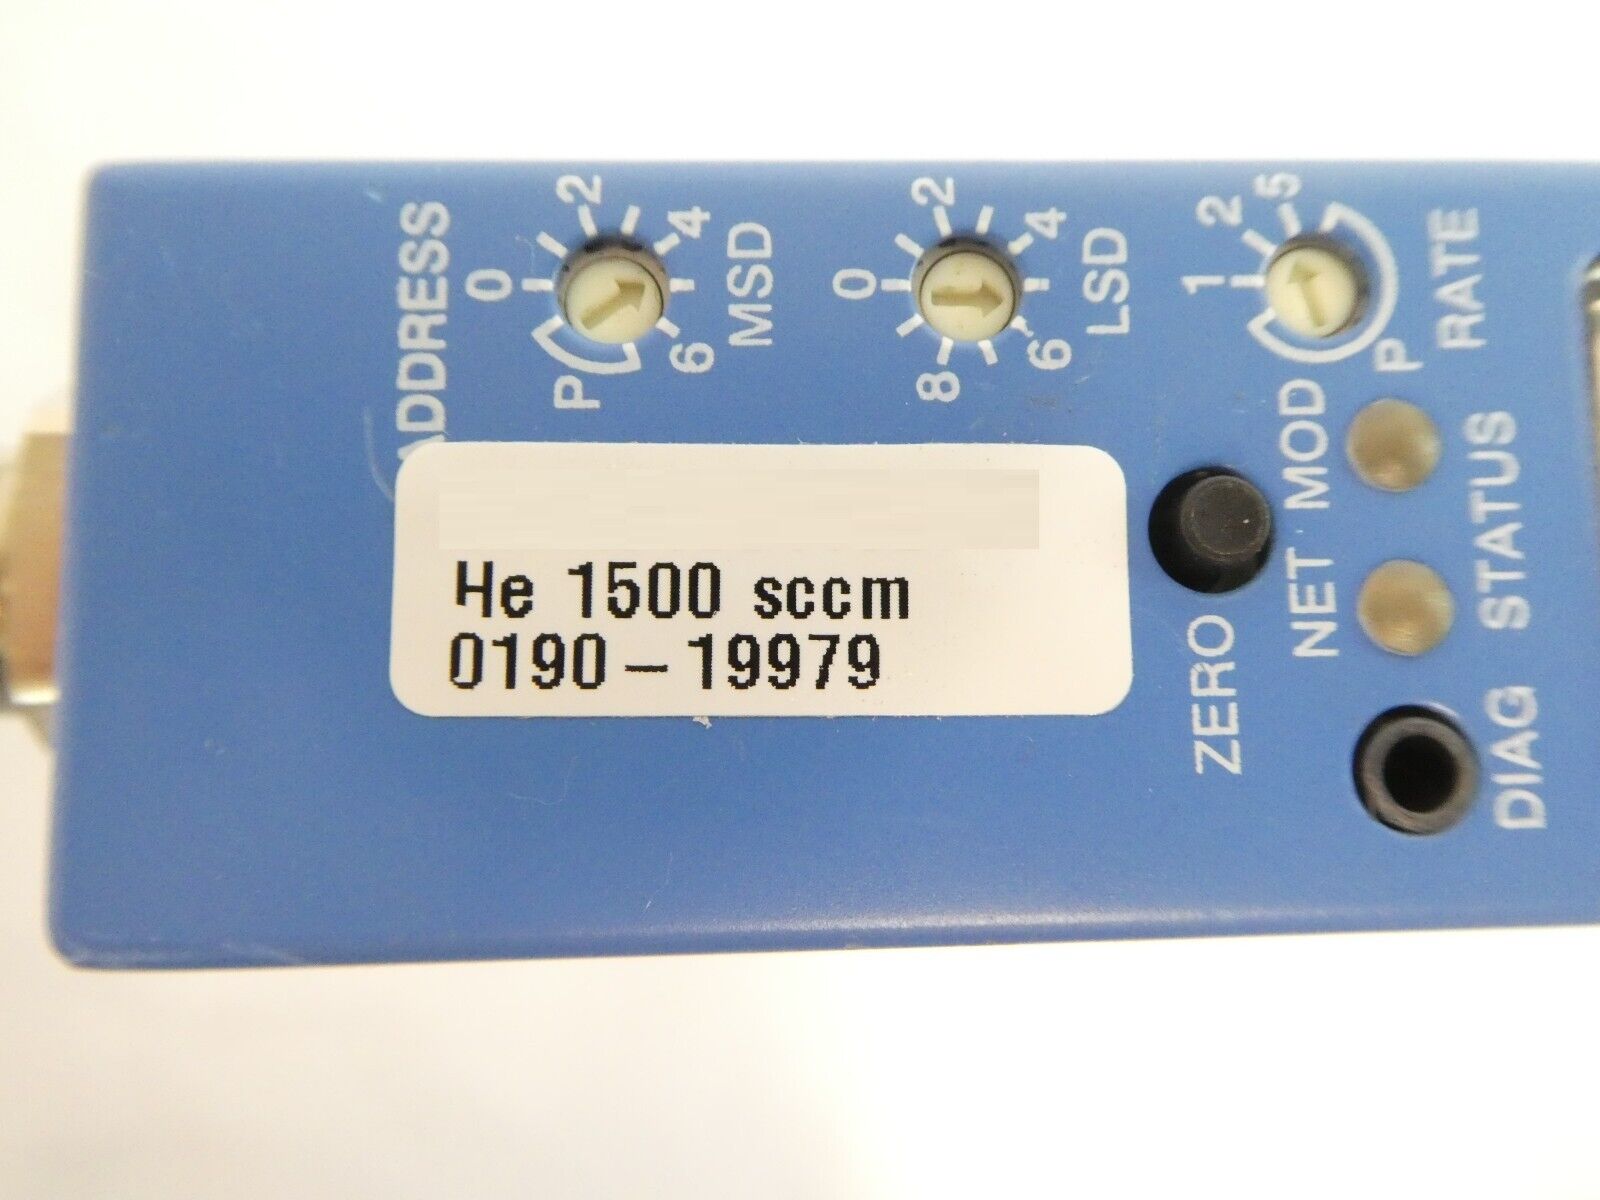 ADDRESS
0 2 4 6 P
MSD
0 2 4 6 8
LSD
1 2 5 P
RATE
He 1500 sccm
0190-19979
ZERO
NET MOD
STATUS
DIAG